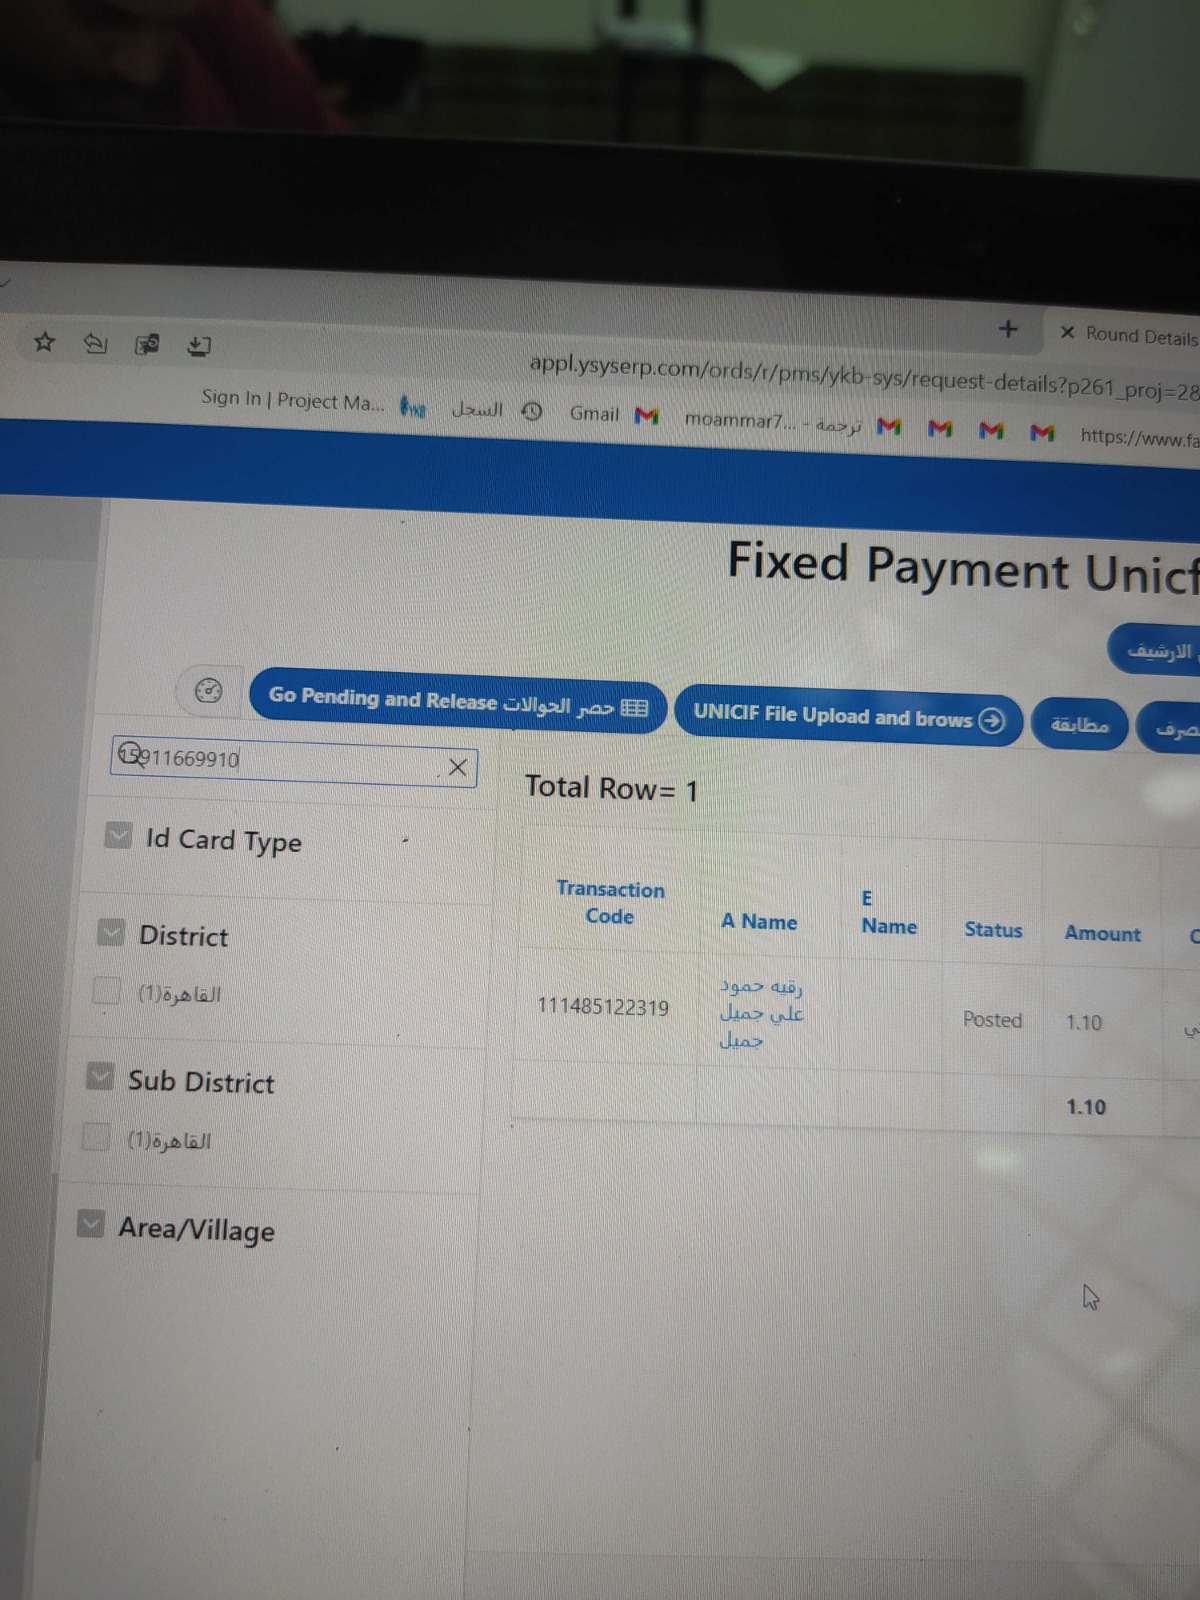 Round Details
appl.ysyserp.com/ords/r/pms/ykb-sys/request-details?p261_proj=28
Sign In | Project Ma...
YKB
السجل
Gmail
moammar7... - ترجمة
https://www.fa
Fixed Payment Unicf
الارشيف
Go Pending and Release حصر الحوالات
UNICIF File Upload and brows
مطابقة
صرف
15911669910
Total Row= 1
Id Card Type
District
القاهرة(1)
Sub District
القاهرة(1)
Area/Village
Transaction
Code
A Name
E
Name
Status
Amount
111485122319
رقيه حمود
علي جميل
جميل
Posted
1.10
1.10